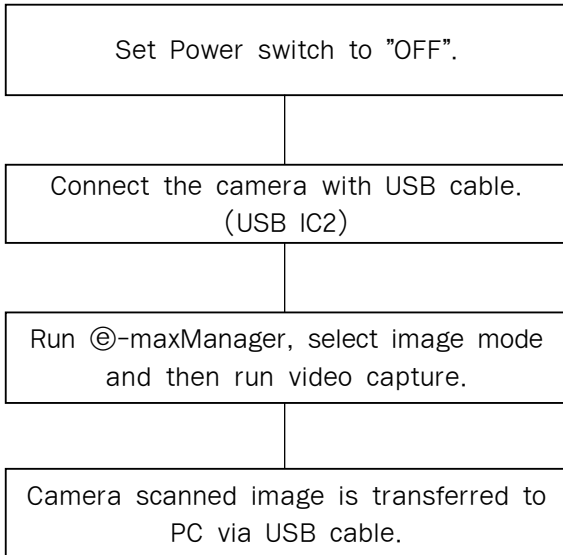 Set Power switch to ”OFF”.
Connect the camera with USB cable.
(USB IC2)
Run ⓔ-maxManager, select image mode
and then run video capture.
Camera scanned image is transferred to
PC via USB cable.